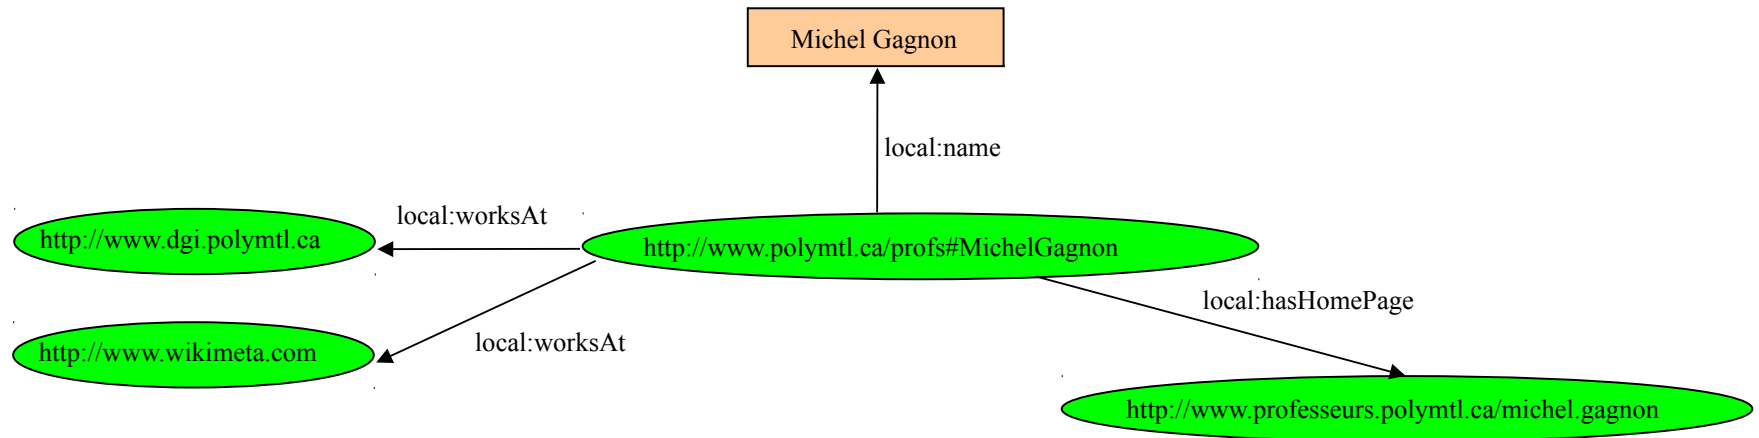 Michel Gagnon
local:name
local:worksAt
http://www.dgi.polymtl.ca
http://www.polymtl.ca/profs#MichelGagnon
local:hasHomePage
local:worksAt
http://www.wikimeta.com
http://www.professeurs.polymtl.ca/michel.gagnon